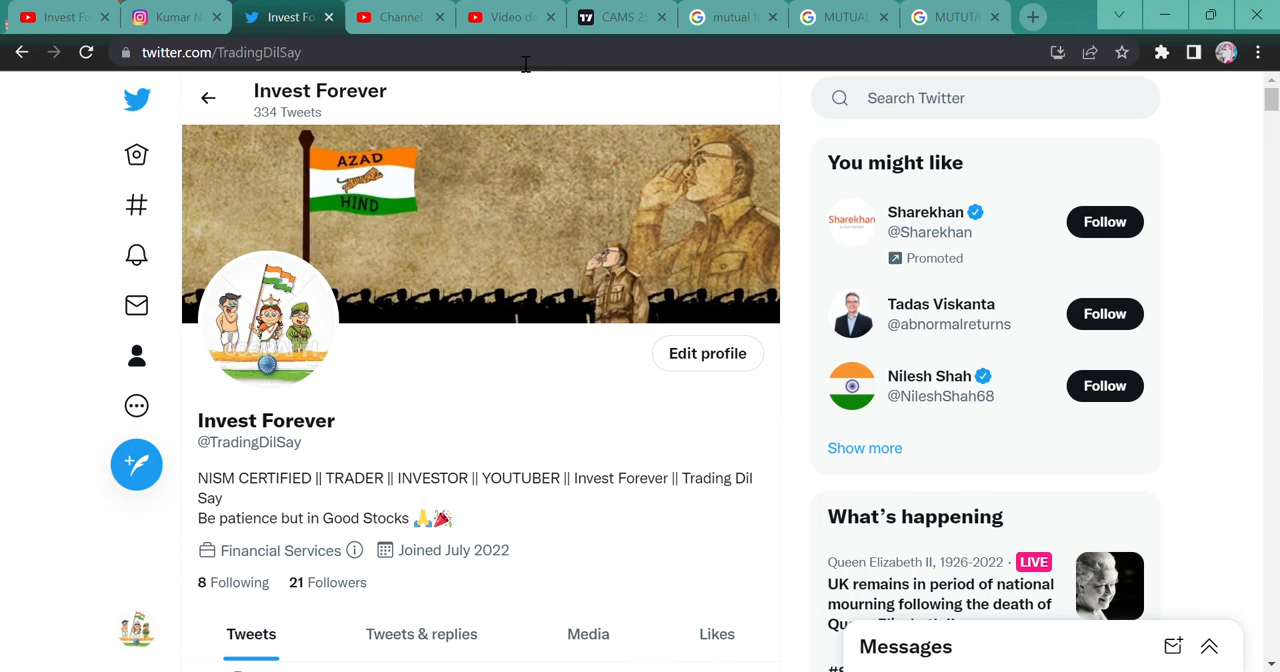 Invest Fo
Kumar N
Invest Fo
Channel
Video de
CAMS 25
mutual f
MUTUAL
MUTUTA
twitter.com/TradingDilSay
Invest Forever
334 Tweets
Search Twitter
AZAD
HIND
You might like
Sharekhan
Sharekhan
@Sharekhan
Promoted
Follow
Tadas Viskanta
@abnormalreturns
Follow
Nilesh Shah
@NileshShah68
Follow
Show more
Edit profile
Invest Forever
@TradingDilSay
NISM CERTIFIED || TRADER || INVESTOR || YOUTUBER || Invest Forever || Trading Dil
Say
Be patience but in Good Stocks 🙏🎉
Financial Services Joined July 2022
8 Following 21 Followers
Tweets Tweets & replies Media Likes
What's happening
Queen Elizabeth II, 1926-2022 · LIVE
UK remains in period of national
mourning following the death of
Messages